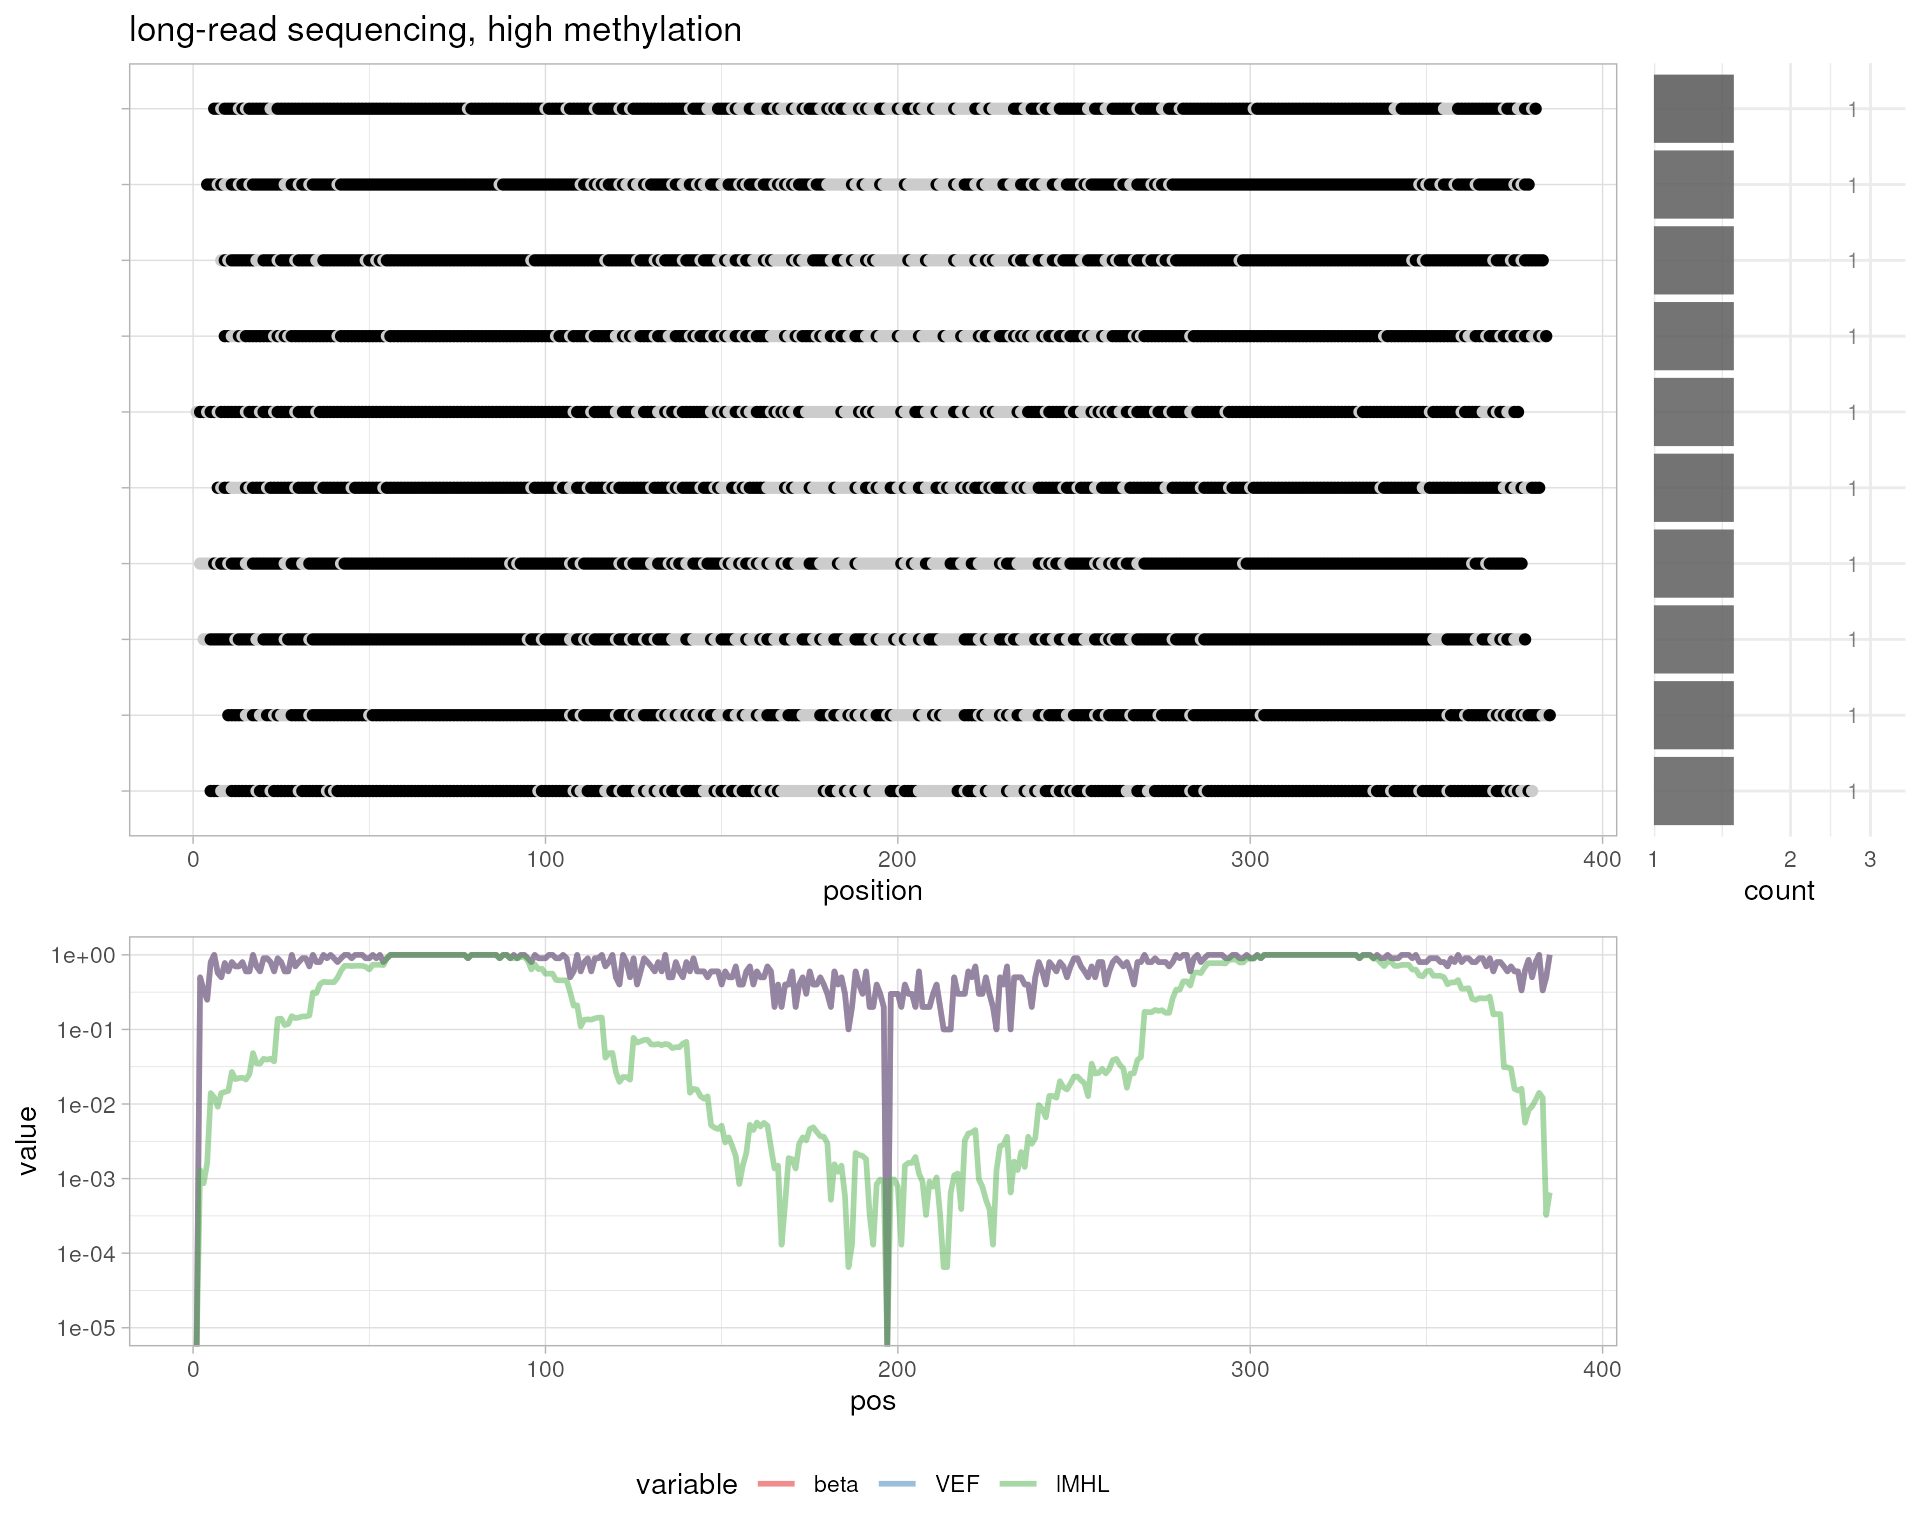 long-read sequencing, high methylation
1
1
1
1
1
1
1
1
1
1
0 100 200 300 400
position
1 2 3
count
1e+00
1e-01
1e-02
1e-03
1e-04
1e-05
value
0 100 200 300 400
pos
variable beta VEF lMHL